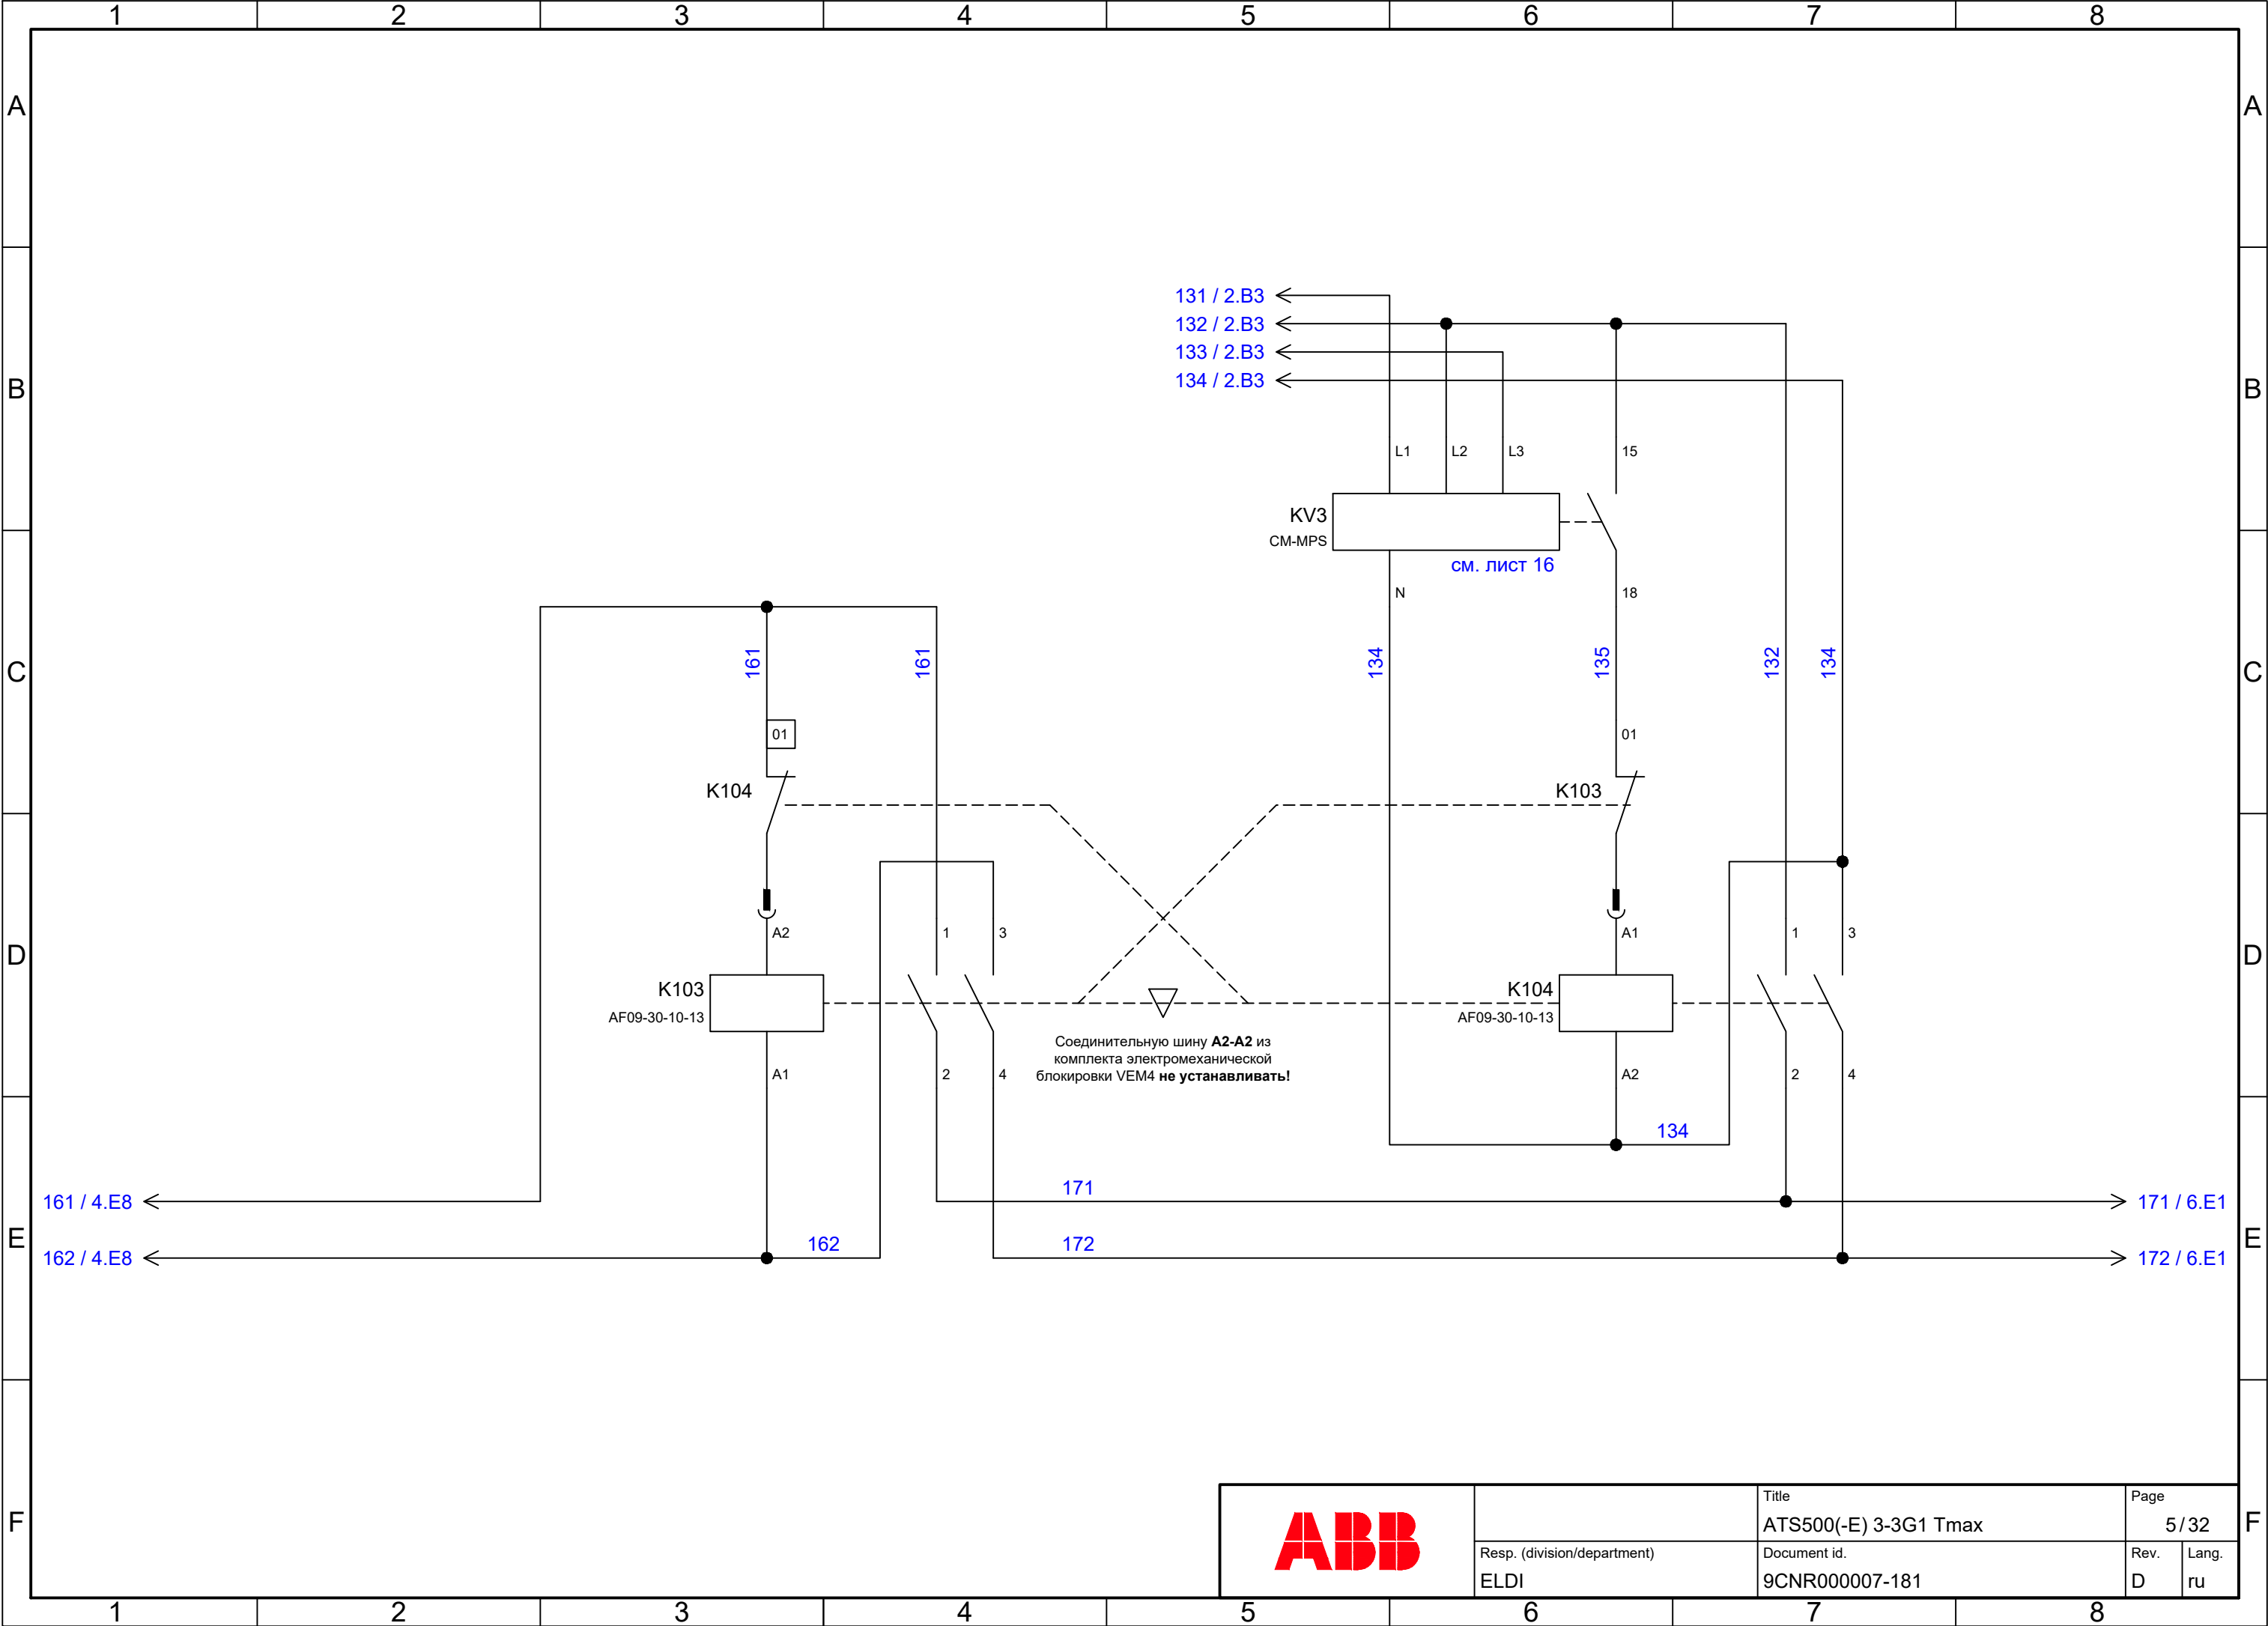 1 2 3 4 5 6 7 8
A A
131 / 2.B3
132 / 2.B3
133 / 2.B3
134 / 2.B3
B B
L1 L2 L3 15
KV3
CM-MPS
см. лист 16
N 18
161 161 134 135 132 134
C C
01 01
K104 K103
A2 1 3 A1 1 3
D D
K103 K104
AF09-30-10-13 AF09-30-10-13
Соединительную шину A2-A2 из
комплекта электромеханической
блокировки VEM4 не устанавливать!
A1 2 4 A2 2 4
134
171
161 / 4.E8 171 / 6.E1
E E
162 172
162 / 4.E8 172 / 6.E1
F F
ABB
Title
ATS500(-E) 3-3G1 Tmax
Page
5/32
Resp. (division/department)
ELDI
Document id.
9CNR000007-181
Rev.
D
Lang.
ru
1 2 3 4 5 6 7 8